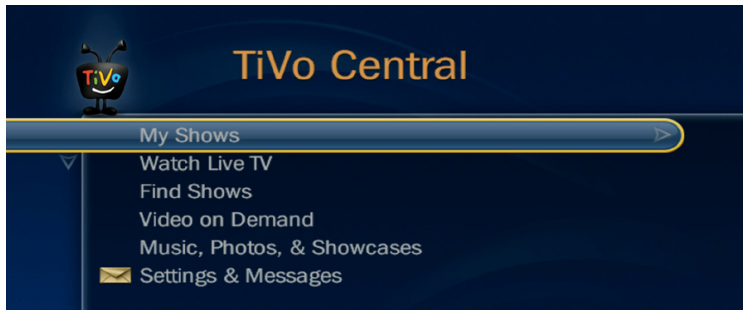 TiVo Central
TiVo
My Shows
Watch Live TV
Find Shows
Video on Demand
Music, Photos, & Showcases
Settings & Messages